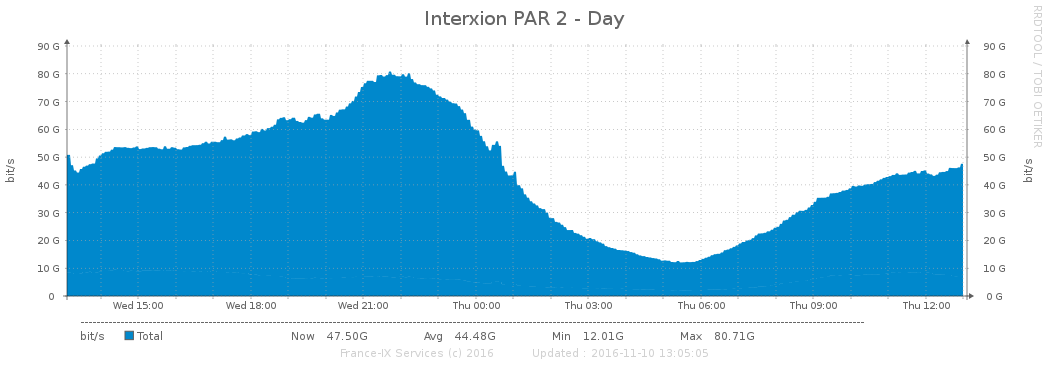 Interxion PAR 2 - Day
RRDTOOL / TOBI OETIKER
90 G 90 G
80 G 80 G
70 G 70 G
60 G 60 G
50 G 50 G
40 G 40 G
30 G 30 G
20 G 20 G
10 G 10 G
0 0 G
bit/s
bit/s
Wed 15:00 Wed 18:00 Wed 21:00 Thu 00:00 Thu 03:00 Thu 06:00 Thu 09:00 Thu 12:00
bit/s Total Now 47.50G Avg 44.48G Min 12.01G Max 80.71G
France-IX Services (c) 2016 Updated : 2016-11-10 13:05:05